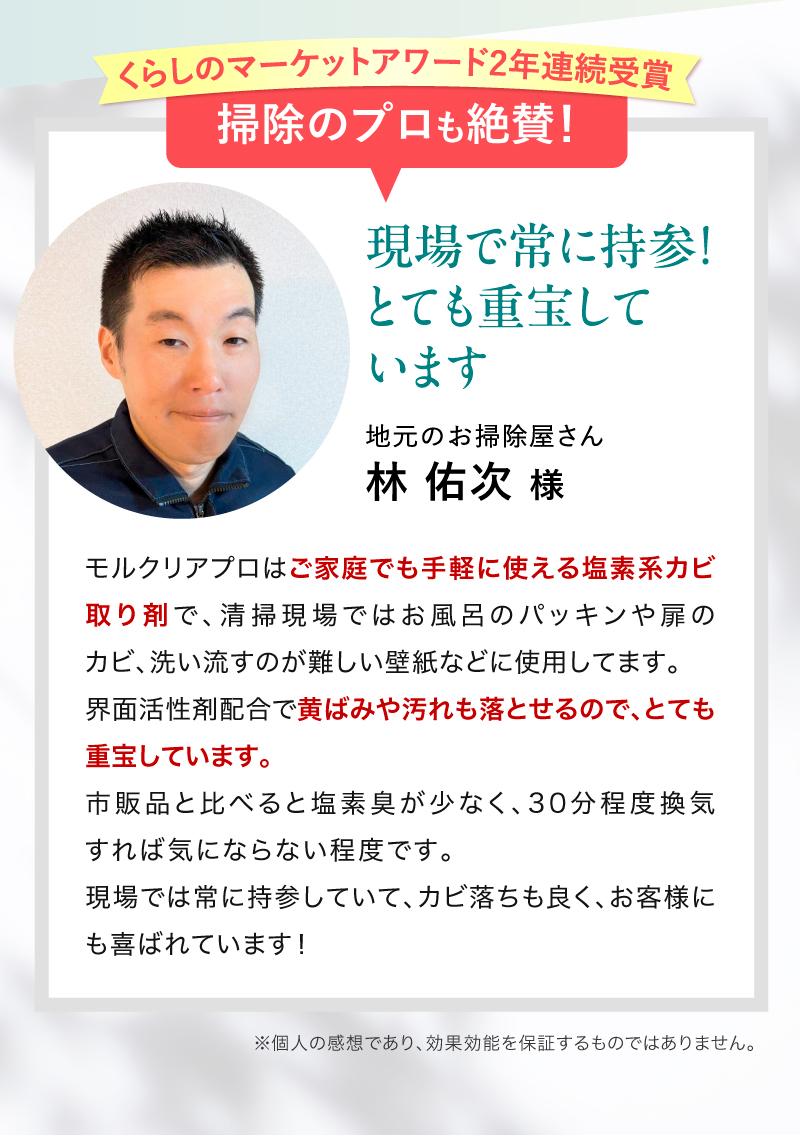 くらしのマーケットアワード2年連続受賞
掃除のプロも絶賛！
現場で常に持参！
とても重宝して
います
地元のお掃除屋さん
林 佑次 様
モルクリアプロはご家庭でも手軽に使える塩素系カビ
取り剤で、清掃現場ではお風呂のパッキンや扉の
カビ、洗い流すのが難しい壁紙などに使用してます。
界面活性剤配合で黄ばみや汚れも落とせるので、とても
重宝しています。
市販品と比べると塩素臭が少なく、30分程度換気
すれば気にならない程度です。
現場では常に持参していて、カビ落ちも良く、お客様に
も喜ばれています！
※個人の感想であり、効果効能を保証するものではありません。